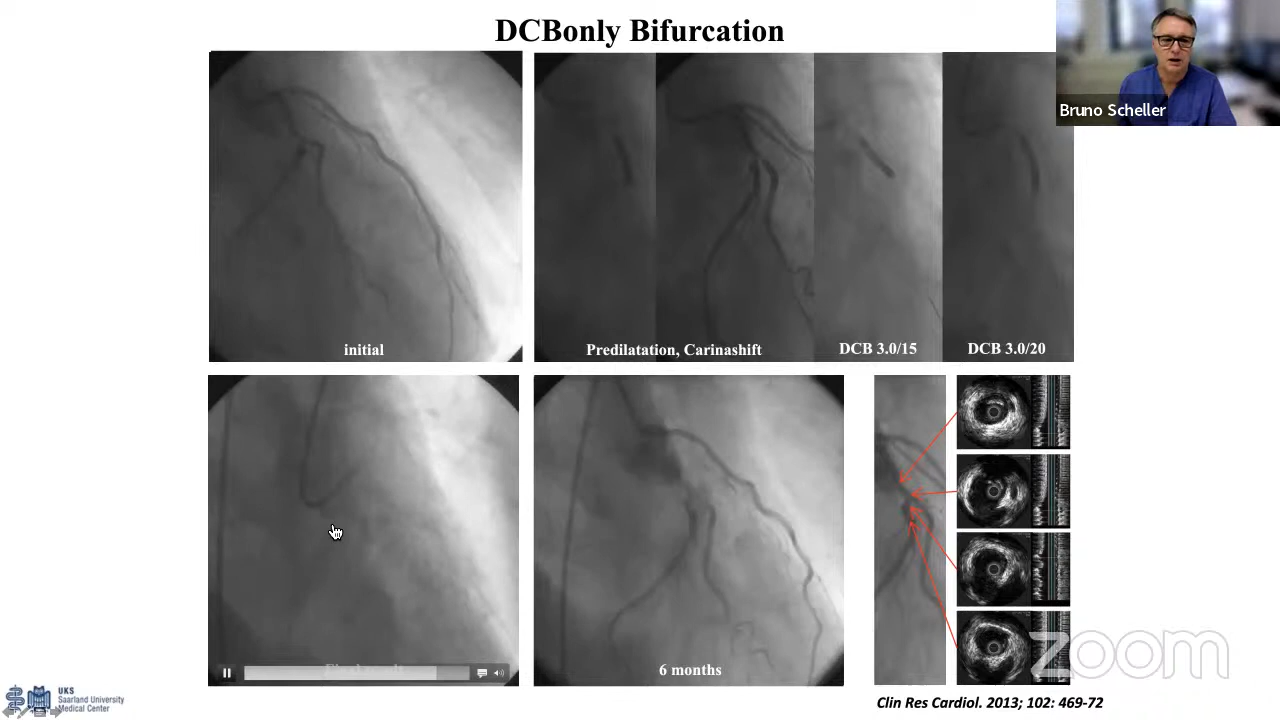 DCBonly Bifurcation
Bruno Scheller
initial
Predilatation, Carinashift
DCB 3.0/15
DCB 3.0/20
6 months
zoom
Clin Res Cardiol. 2013; 102: 469-72
UKS
Saarland University
Medical Center